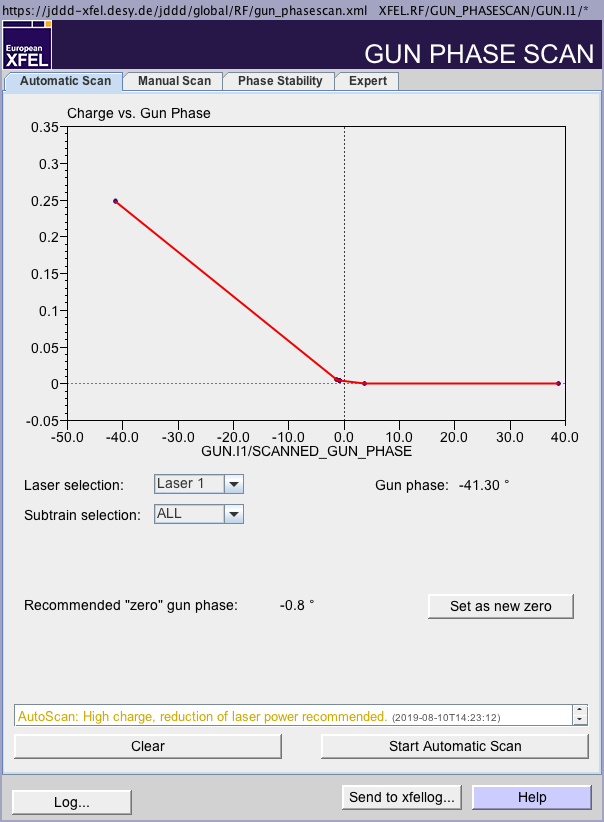 https://jddd-xfel.desy.de/jddd/global/RF/gun_phasescan.xml XFEL.RF/GUN_PHASESCAN/GUN.I1/*
European
XFEL
GUN PHASE SCAN
Automatic Scan Manual Scan Phase Stability Expert
Charge vs. Gun Phase
0.35
0.3
0.25
0.2
0.15
0.1
0.05
0
-0.05
-50.0 -40.0 -30.0 -20.0 -10.0 0.0 10.0 20.0 30.0 40.0
GUN.I1/SCANNED_GUN_PHASE
Laser selection: Laser 1 Gun phase: -41.30 °
Subtrain selection: ALL
Recommended "zero" gun phase: -0.8 ° Set as new zero
AutoScan: High charge, reduction of laser power recommended. (2019-08-10T14:23:12)
Clear Start Automatic Scan
Log... Send to xfellog... Help